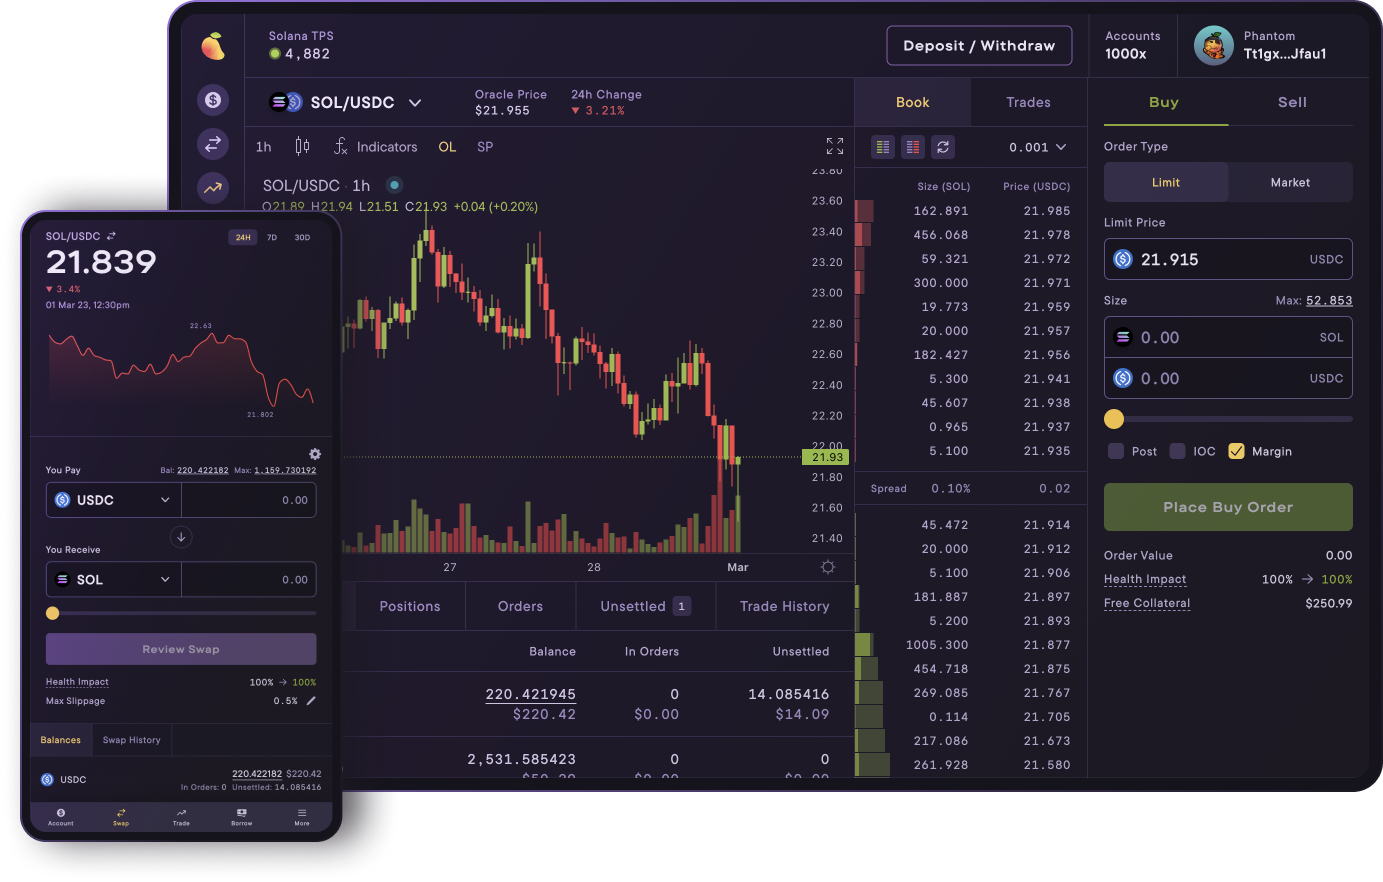 Solana TPS
4,882
Deposit / Withdraw
Accounts
1000x
Phantom
Tt1gx...Jfau1
SOL/USDC
Oracle Price
$21.955
24h Change
▼ 3.21%
1h
Indicators
OL
SP
SOL/USDC · 1h
O21.89 H21.94 L21.51 C21.93 +0.04 (+0.20%)
23.80
23.60
23.40
23.20
23.00
22.80
22.60
22.40
22.20
22.00
21.93
21.80
21.60
21.40
27
28
Mar
Positions
Orders
Unsettled 1
Trade History
Balance In Orders Unsettled
220.421945 0 14.085416
$220.42 $0.00 $14.09
2,531.585423 0 0
Book
Trades
0.001
Size (SOL) Price (USDC)
162.891 21.985
456.068 21.978
59.321 21.972
300.000 21.971
19.773 21.959
20.000 21.957
182.427 21.956
5.300 21.941
45.607 21.938
0.965 21.937
5.100 21.935
Spread 0.10% 0.02
45.472 21.914
20.000 21.912
5.100 21.906
181.887 21.897
5.200 21.893
1005.300 21.877
454.718 21.875
269.085 21.767
0.114 21.705
217.086 21.673
261.928 21.580
Buy
Sell
Order Type
Limit
Market
Limit Price
21.915 USDC
Size Max: 52.853
0.00 SOL
0.00 USDC
Post
IOC
Margin
Place Buy Order
Order Value 0.00
Health Impact 100% → 100%
Free Collateral $250.99
SOL/USDC
24H 7D 30D
21.839
▼ 3.4%
01 Mar 23, 12:30pm
22.63
21.802
You Pay Bal: 220.422182 Max: 1,159.730192
USDC 0.00
You Receive
SOL 0.00
Review Swap
Health Impact 100% → 100%
Max Slippage 0.5%
Balances
Swap History
USDC 220.422182 $220.42
In Orders: 0 Unsettled: 14.085416
Account
Swap
Trade
Borrow
More